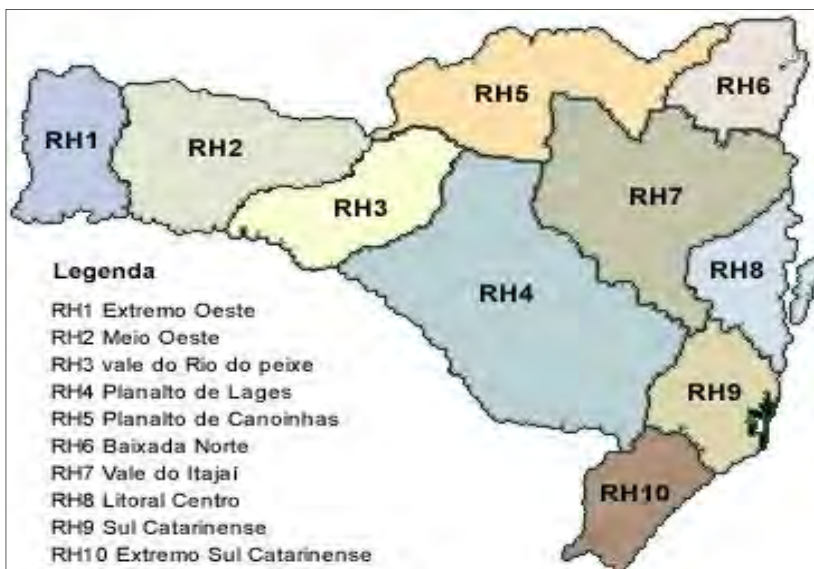 RH5
RH6
RH1
RH2
RH3
RH7
RH8
RH4
RH9
RH10
Legenda
RH1 Extremo Oeste
RH2 Meio Oeste
RH3 vale do Rio do peixe
RH4 Planalto de Lages
RH5 Planalto de Canoinhas
RH6 Baixada Norte
RH7 Vale do Itajaí
RH8 Litoral Centro
RH9 Sul Catarinense
RH10 Extremo Sul Catarinense